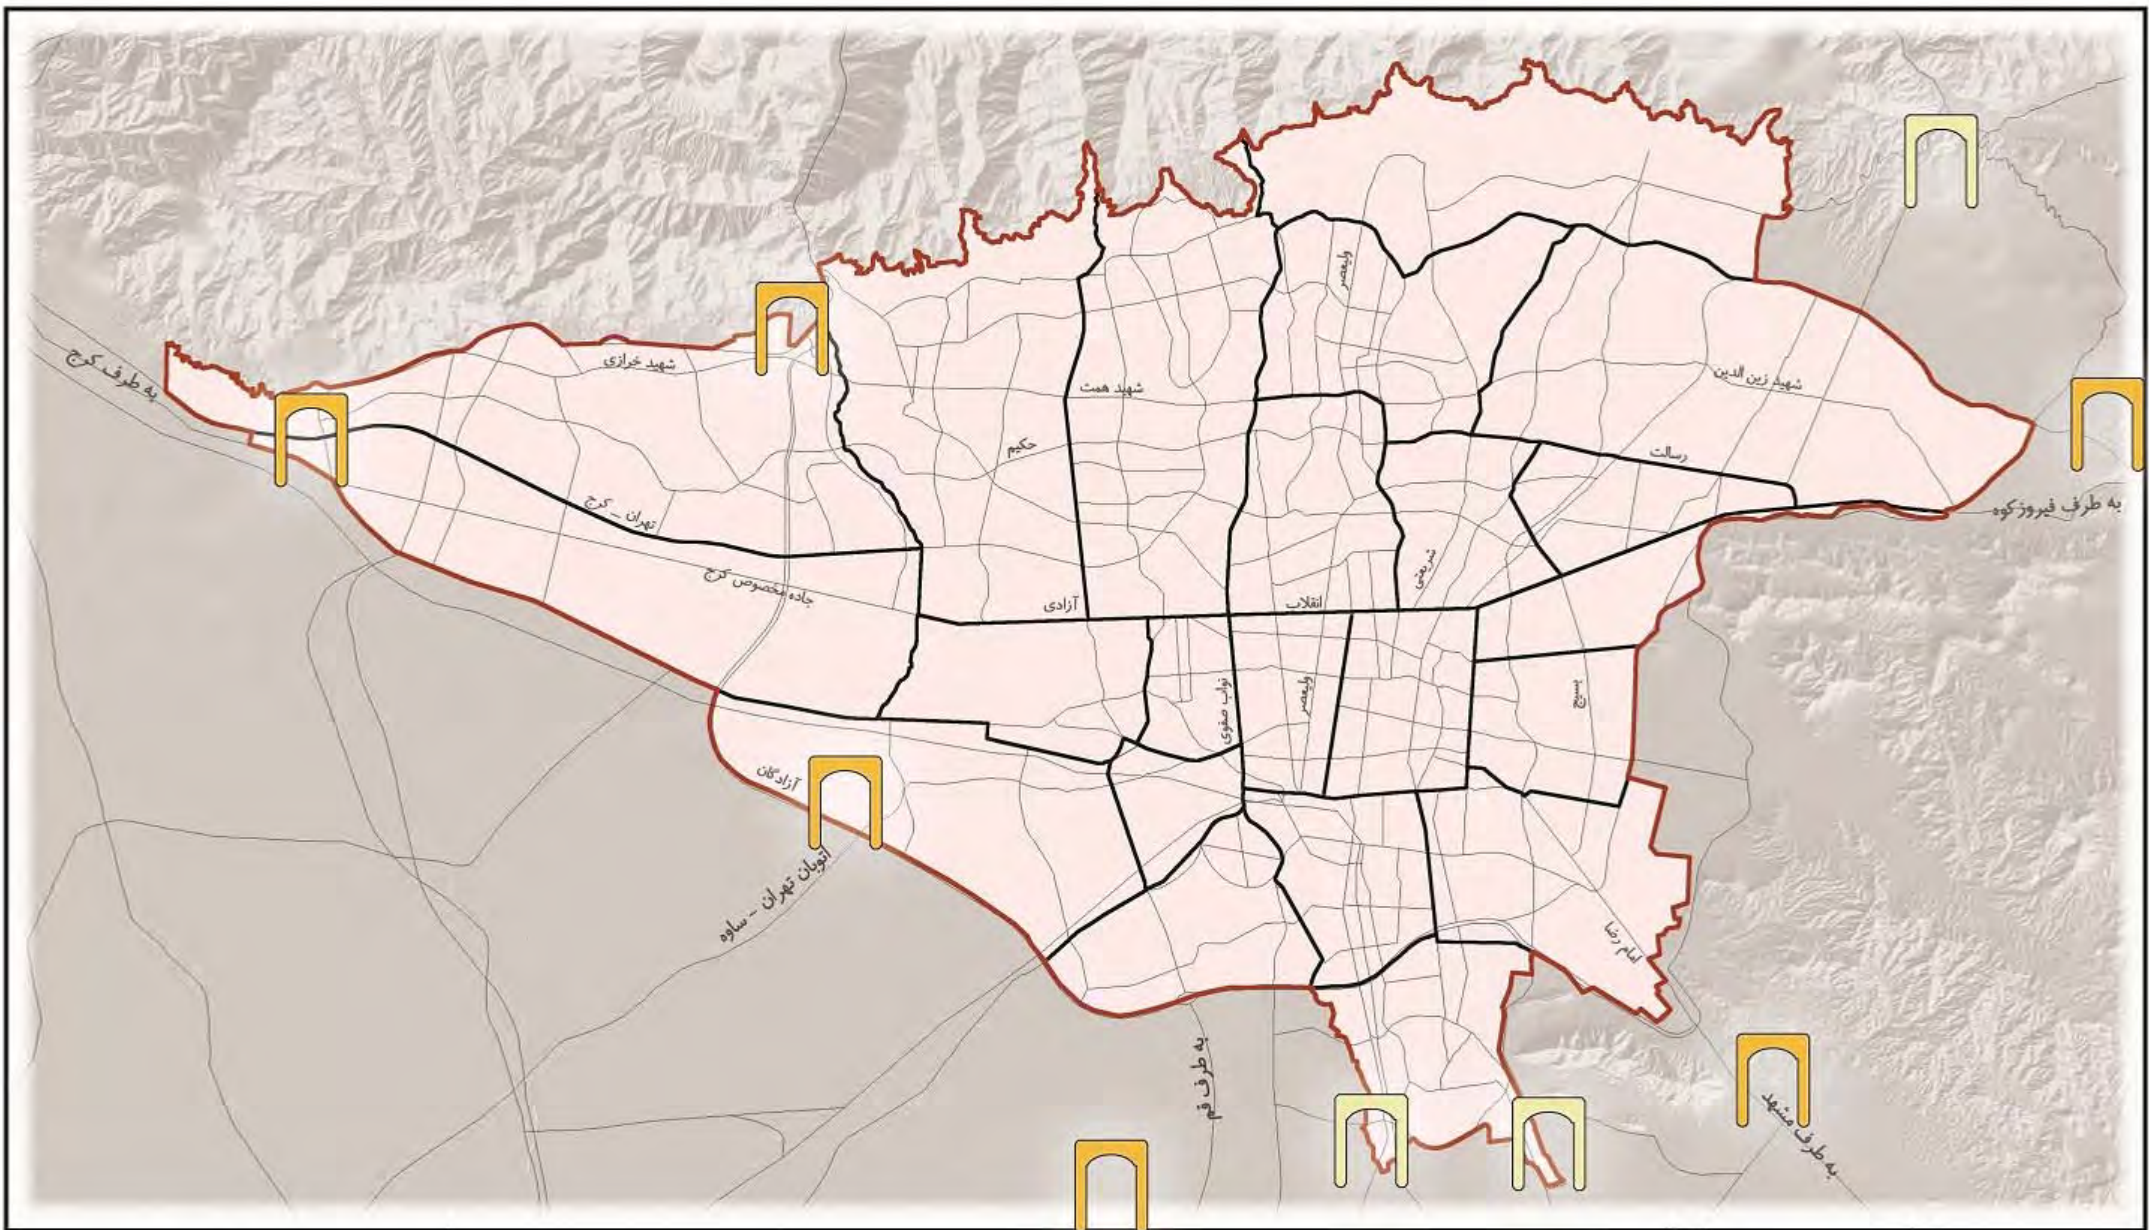 ولیعصر
به طرف کرج
شهید خرازی
شهید همت
شهید زین الدین
حکیم
رسالت
تهران - کرج
به طرف فیروزکوه
جاده مخصوص کرج
شریعتی
آزادی
انقلاب
نواب صفوی
ولیعصر
بسیج
آزادگان
اتوبان تهران - ساوه
امام رضا
به طرف قم
به طرف مشهد